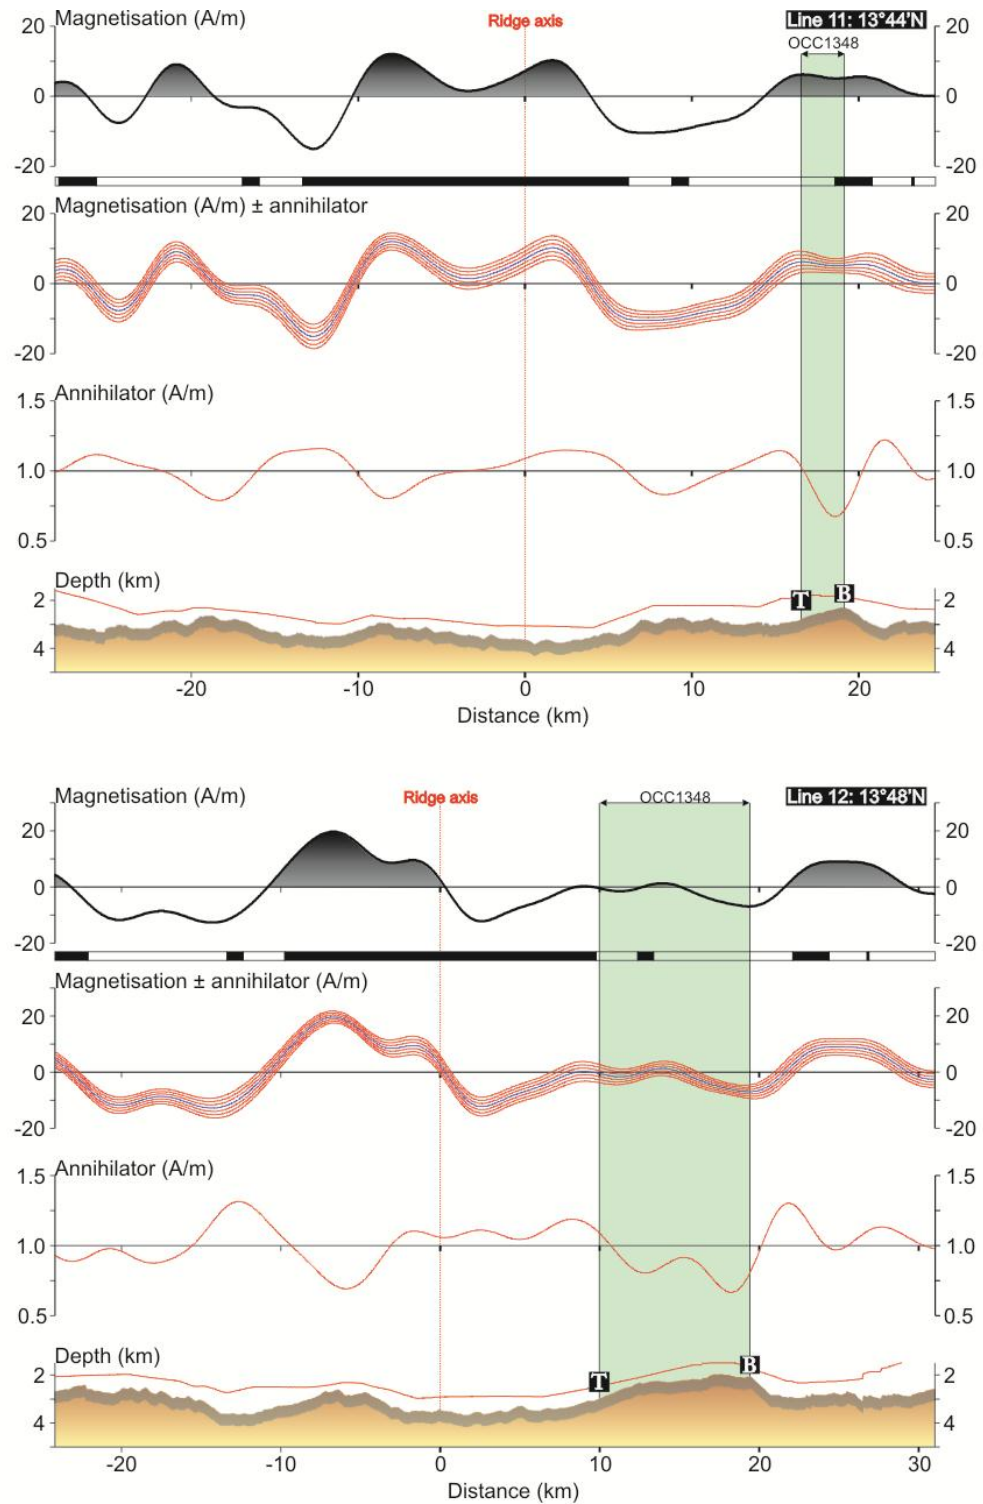 Magnetisation (A/m) Ridge axis Line 11: 13°44'N
OCC1348
20 20
0 0
-20 -20
Magnetisation (A/m) ± annihilator
20 20
0 0
-20 -20
Annihilator (A/m)
1.5 1.5
1.0 1.0
0.5 0.5
Depth (km)
T B
2 2
4 4
-20 -10 0 10 20
Distance (km)
Magnetisation (A/m) Ridge axis OCC1348 Line 12: 13°48'N
20 20
0 0
-20 -20
Magnetisation ± annihilator (A/m)
20 20
0 0
-20 -20
Annihilator (A/m)
1.5 1.5
1.0 1.0
0.5 0.5
Depth (km)
T B
2 2
4 4
-20 -10 0 10 20 30
Distance (km)